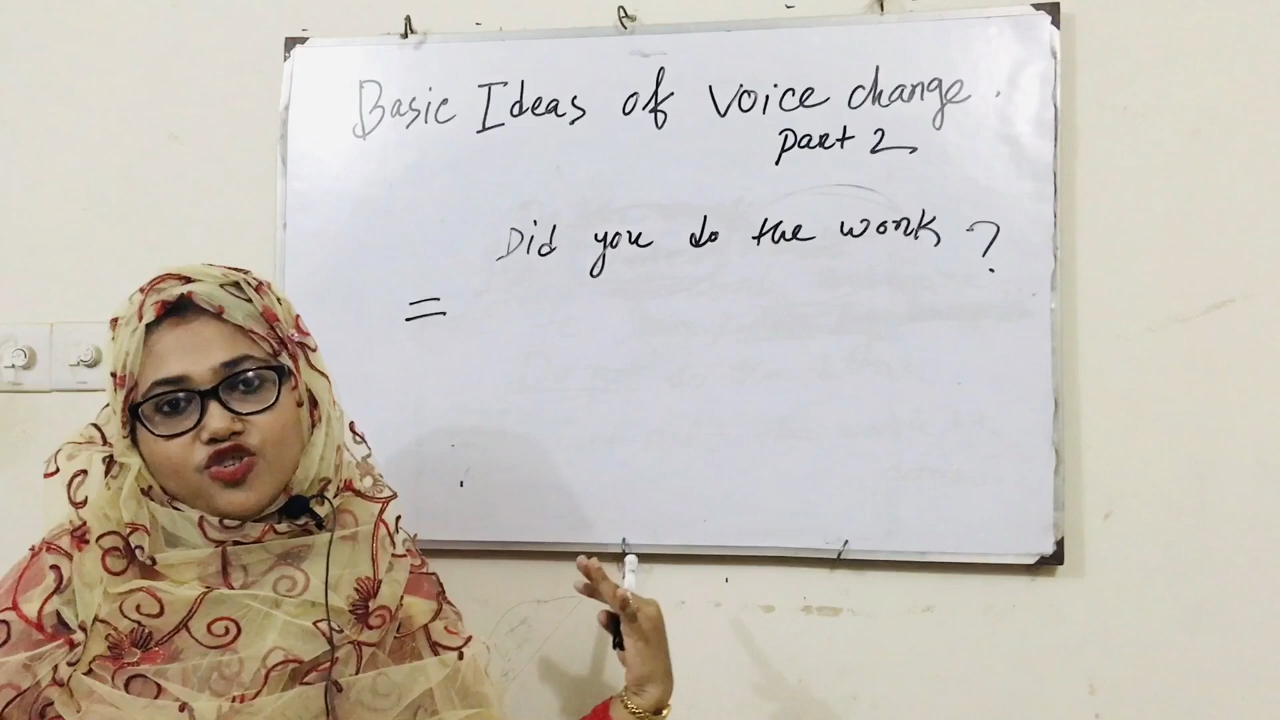 Basic Ideas of Voice change.
part 2
Did you do the work ?
=